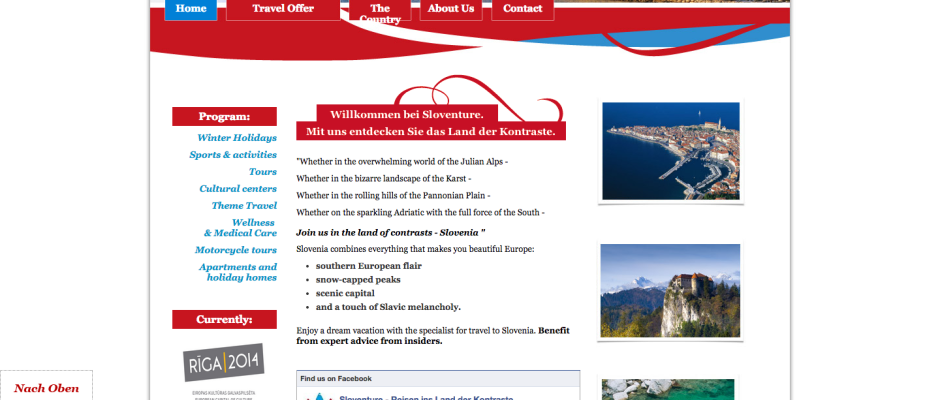 Home
Travel Offer
The
Country
About Us
Contact
Program:
Winter Holidays
Sports & activities
Tours
Cultural centers
Theme Travel
Wellness
& Medical Care
Motorcycle tours
Apartments and
holiday homes
Currently:
RĪGA 2014
EIROPAS KULTŪRAS GALVASPILSĒTA
EUROPEAN CAPITAL OF CULTURE
Nach Oben
Willkommen bei Sloventure.
Mit uns entdecken Sie das Land der Kontraste.
"Whether in the overwhelming world of the Julian Alps -
Whether in the bizarre landscape of the Karst -
Whether in the rolling hills of the Pannonian Plain -
Whether on the sparkling Adriatic with the full force of the South -
Join us in the land of contrasts - Slovenia "
Slovenia combines everything that makes you beautiful Europe:
• southern European flair
• snow-capped peaks
• scenic capital
• and a touch of Slavic melancholy.
Enjoy a dream vacation with the specialist for travel to Slovenia. Benefit
from expert advice from insiders.
Find us on Facebook
Sloventure - Reisen ins Land der Kontraste